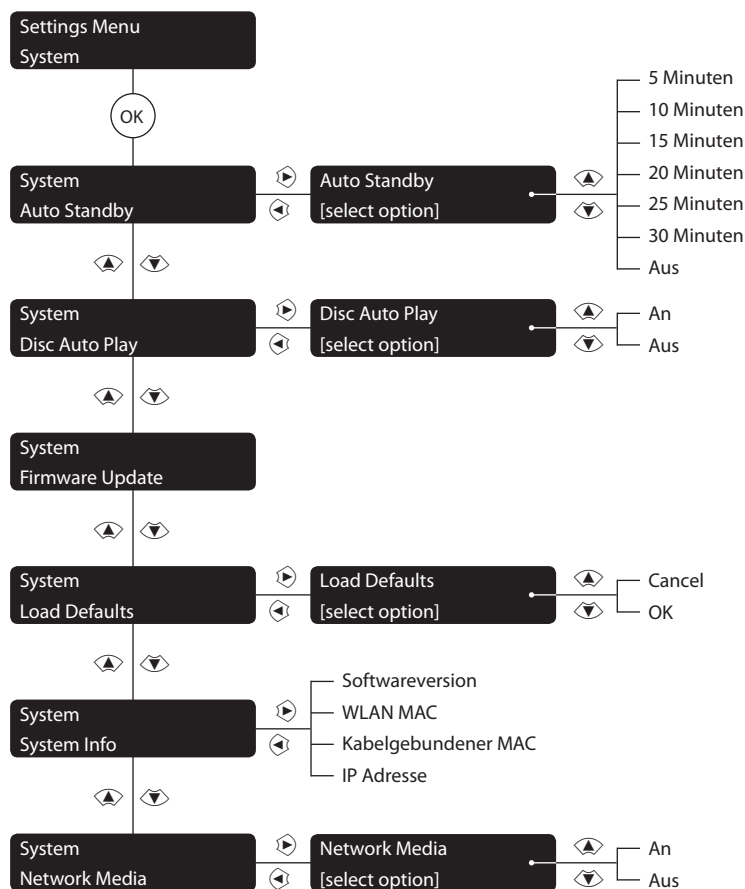 Settings Menu
System
OK
System
Auto Standby
Auto Standby
[select option]
5 Minuten
10 Minuten
15 Minuten
20 Minuten
25 Minuten
30 Minuten
Aus
System
Disc Auto Play
Disc Auto Play
[select option]
An
Aus
System
Firmware Update
System
Load Defaults
Load Defaults
[select option]
Cancel
OK
System
System Info
Softwareversion
WLAN MAC
Kabelgebundener MAC
IP Adresse
System
Network Media
Network Media
[select option]
An
Aus